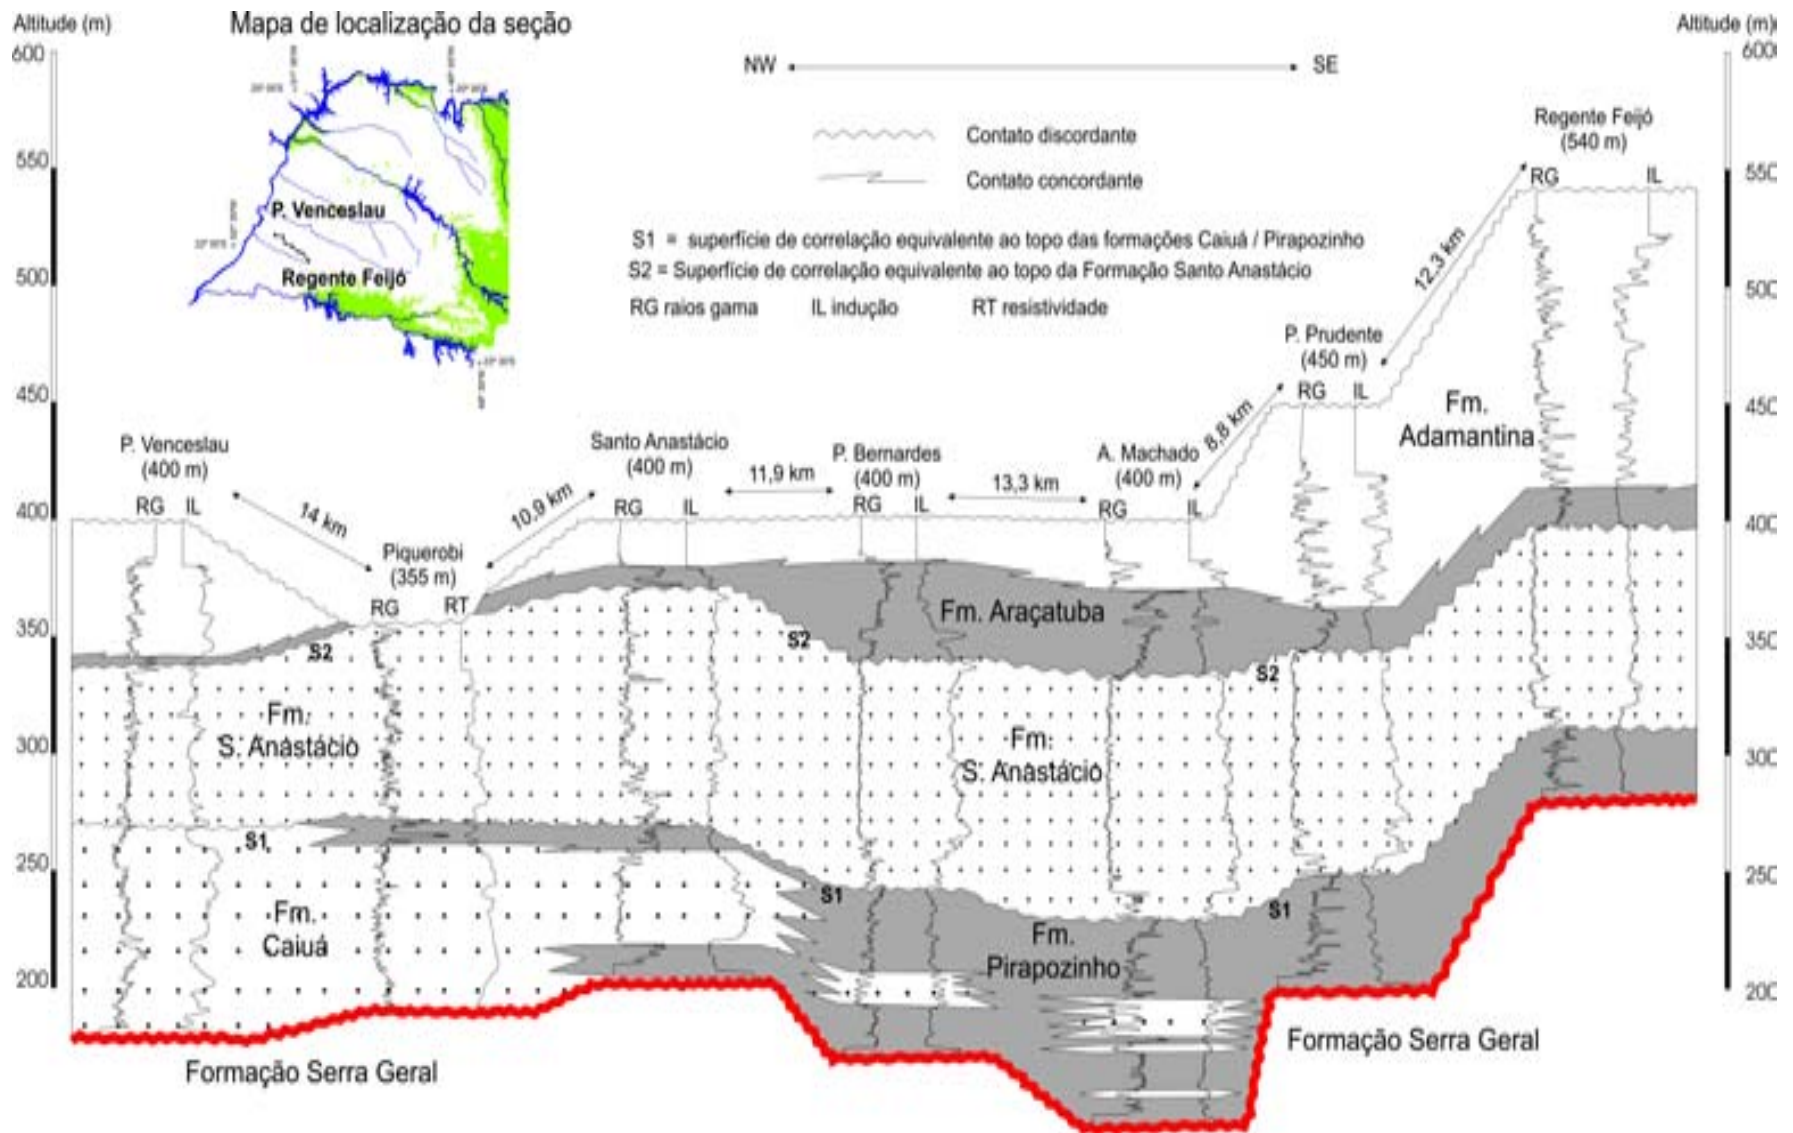 Altitude (m)
Mapa de localização da seção
Altitude (m)
600
550
500
450
400
350
300
250
200
P. Venceslau
Regente Feijó
NW
SE
Contato discordante
Contato concordante
S1 = superfície de correlação equivalente ao topo das formações Caiuá / Pirapozinho
S2 = Superfície de correlação equivalente ao topo da Formação Santo Anastácio
RG raios gama IL indução RT resistividade
P. Venceslau
(400 m)
RG IL
14 km
Piquerobi
(355 m)
RG RT
10,9 km
Santo Anastácio
(400 m)
RG IL
11,9 km
P. Bernardes
(400 m)
RG IL
13,3 km
A. Machado
(400 m)
RG IL
8,8 km
P. Prudente
(450 m)
RG IL
12,3 km
Regente Feijó
(540 m)
RG IL
Fm.
Adamantina
Fm. Araçatuba
S2
S2
S2
Fm.
S. Anastácio
Fm.
S. Anastácio
S1
S1
S1
Fm.
Caiuá
Fm.
Pirapozinho
Formação Serra Geral
Formação Serra Geral
600
550
500
450
400
350
300
250
200